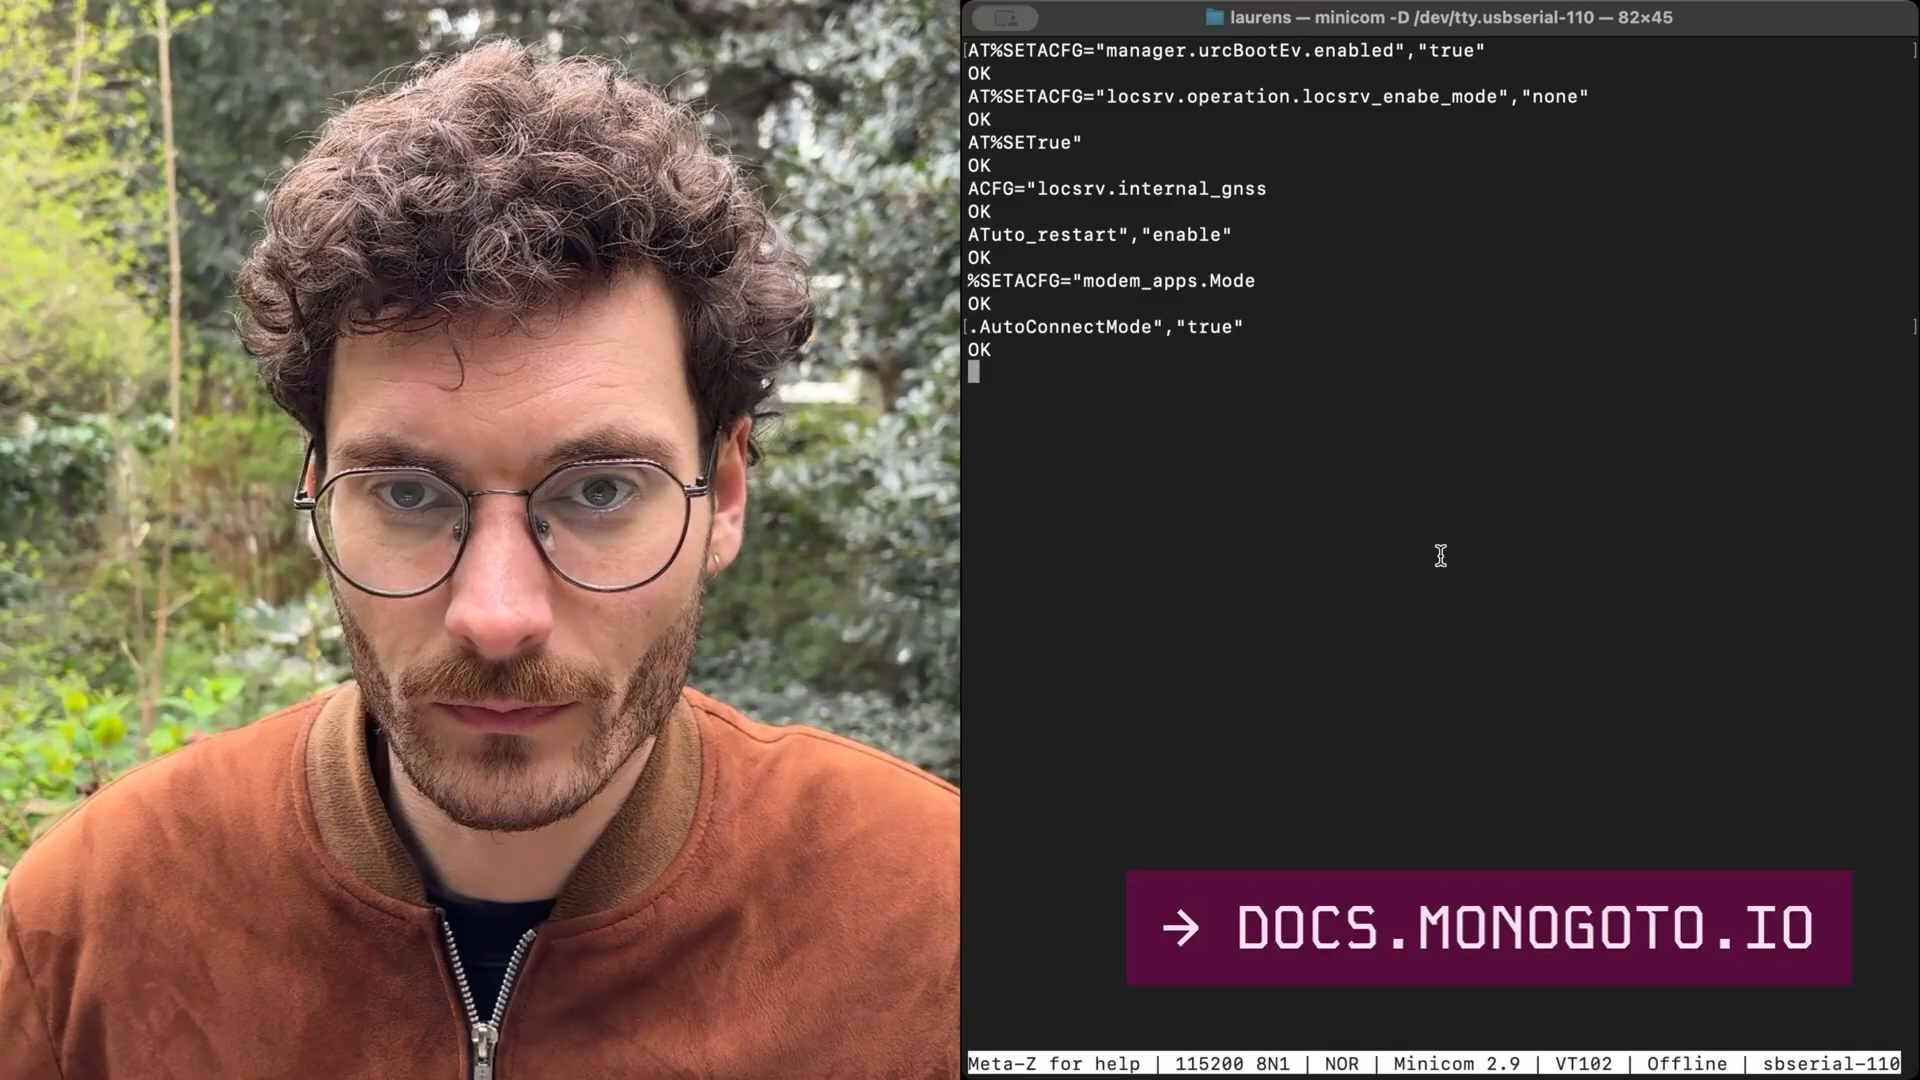 laurens — minicom -D /dev/tty.usbserial-110 — 82×45
AT%SETACFG="manager.urcBootEv.enabled","true"
OK
AT%SETACFG="locsrv.operation.locsrv_enabe_mode","none"
OK
AT%SETrue"
OK
ACFG="locsrv.internal_gnss
OK
ATuto_restart","enable"
OK
%SETACFG="modem_apps.Mode
OK
.AutoConnectMode","true"
OK
→ DOCS.MONOGOTO.IO
Meta-Z for help | 115200 8N1 | NOR | Minicom 2.9 | VT102 | Offline | sbserial-110